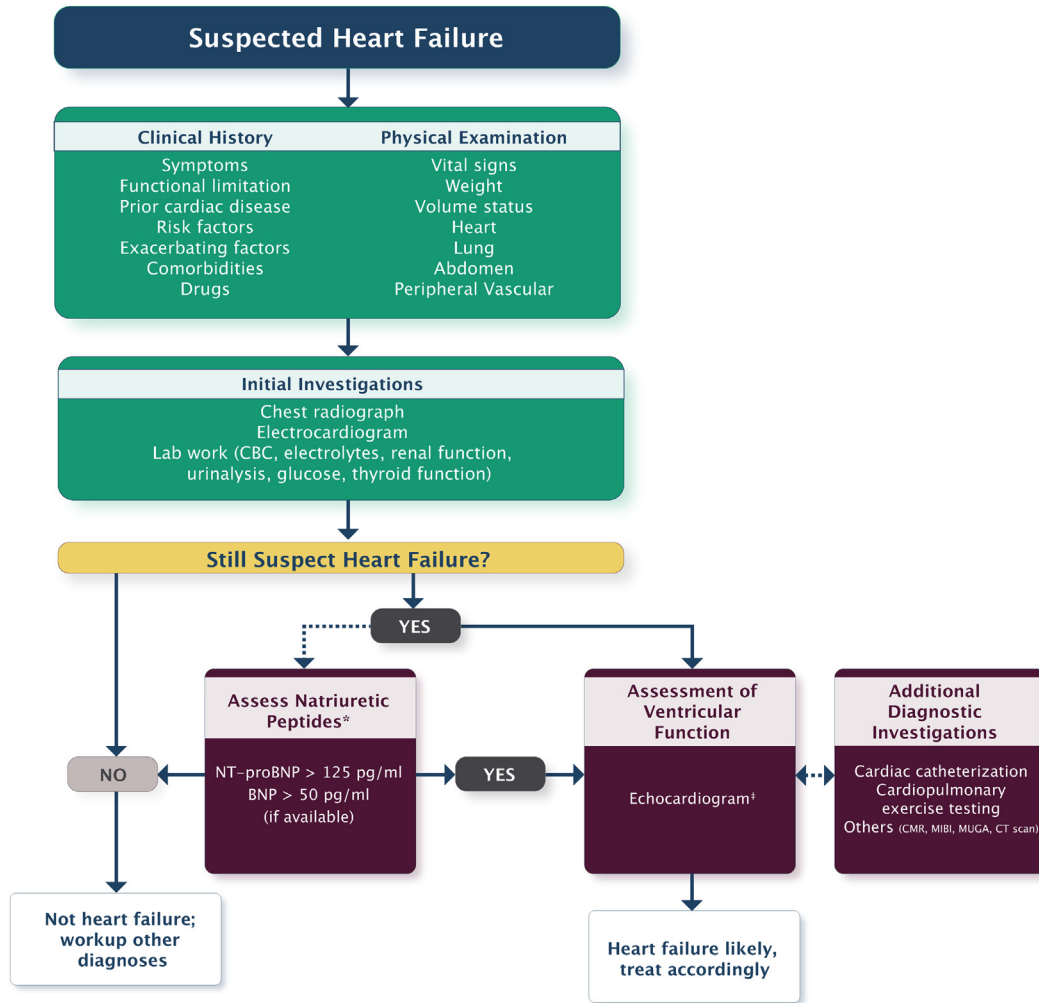 Suspected Heart Failure
Clinical History
Symptoms
Functional limitation
Prior cardiac disease
Risk factors
Exacerbating factors
Comorbidities
Drugs
Physical Examination
Vital signs
Weight
Volume status
Heart
Lung
Abdomen
Peripheral Vascular
Initial Investigations
Chest radiograph
Electrocardiogram
Lab work (CBC, electrolytes, renal function,
urinalysis, glucose, thyroid function)
Still Suspect Heart Failure?
YES
Assess Natriuretic
Peptides*
NT-proBNP > 125 pg/ml
BNP > 50 pg/ml
(if available)
NO
YES
Assessment of
Ventricular
Function
Echocardiogram‡
Additional
Diagnostic
Investigations
Cardiac catheterization
Cardiopulmonary
exercise testing
Others (CMR, MIBI, MUGA, CT scan)
Not heart failure;
workup other
diagnoses
Heart failure likely,
treat accordingly